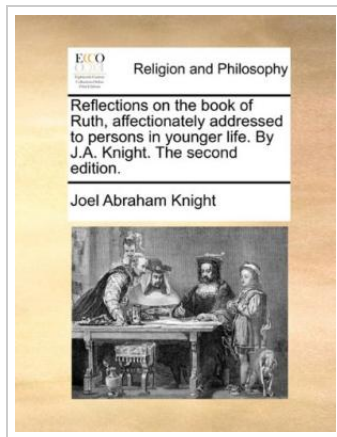 ECCO
Religion and Philosophy
Reflections on the book of
Ruth, affectionately addressed
to persons in younger life. By
J.A. Knight. The second
edition.
Joel Abraham Knight